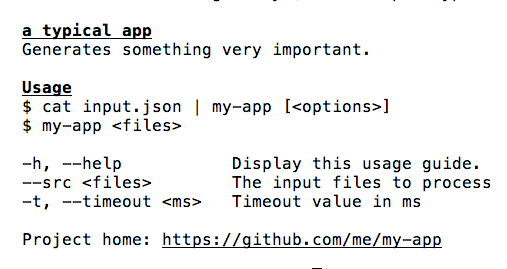 a typical app
Generates something very important.
Usage
$ cat input.json | my-app [<options>]
$ my-app <files>
-h, --help Display this usage guide.
--src <files> The input files to process
-t, --timeout <ms> Timeout value in ms
Project home: https://github.com/me/my-app